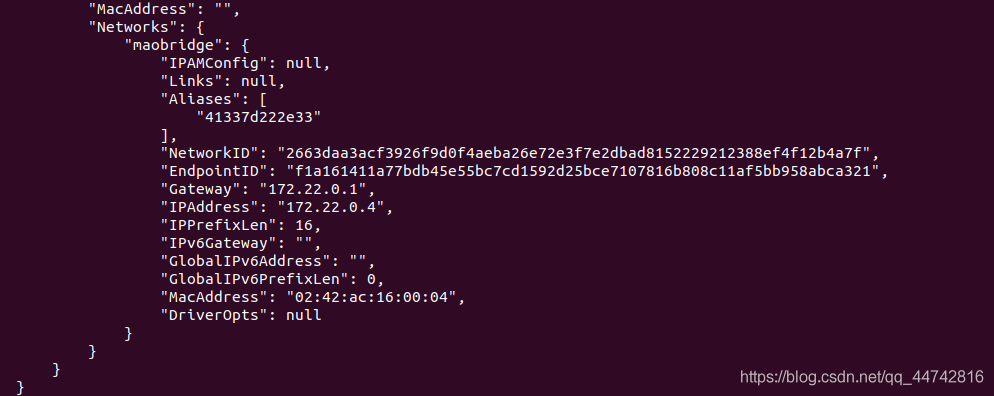 "MacAddress": "",
"Networks": {
"maobridge": {
"IPAMConfig": null,
"Links": null,
"Aliases": [
"41337d222e33"
],
"NetworkID": "2663daa3acf3926f9d0f4aeba26e72e3f7e2dbad8152229212388ef4f12b4a7f",
"EndpointID": "f1a161411a77bdb45e55bc7cd1592d25bce7107816b808c11af5bb958abca321",
"Gateway": "172.22.0.1",
"IPAddress": "172.22.0.4",
"IPPrefixLen": 16,
"IPv6Gateway": "",
"GlobalIPv6Address": "",
"GlobalIPv6PrefixLen": 0,
"MacAddress": "02:42:ac:16:00:04",
"DriverOpts": null
}
}
}
}
https://blog.csdn.net/qq_44742816